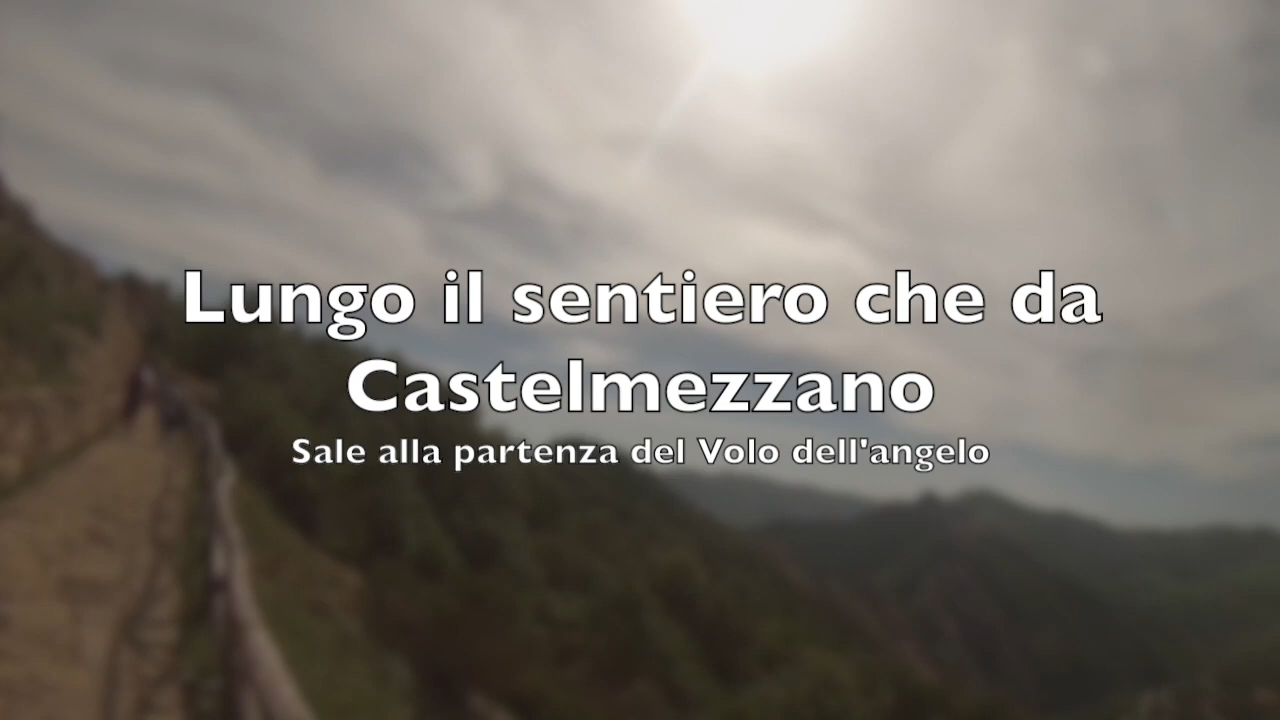 Lungo il sentiero che da
Castelmezzano
Sale alla partenza del Volo dell'angelo